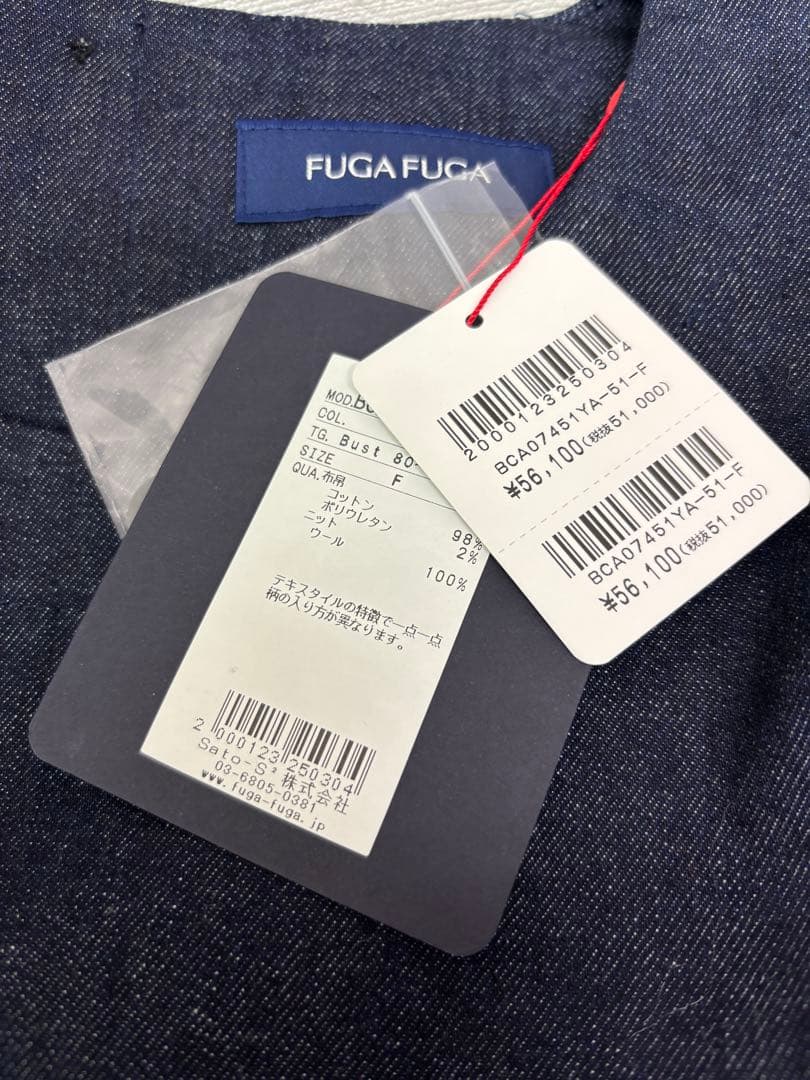 FUGA FUGA
2000123250304
BCA07451YA-51-F
¥56,100(税抜51,000)
BCA07451YA-51-F
¥56,100(税抜51,000)
MOD.
COL.
TG. Bust 80
SIZE F
QUA.布帛
コットン 98%
ポリウレタン 2%
ニット
ウール 100%
テキスタイルの特徴で一点一点
柄の入り方が異なります。
2 000123 250304
Sato-S²株式会社
03-6805-0381
www.fuga-fuga.jp